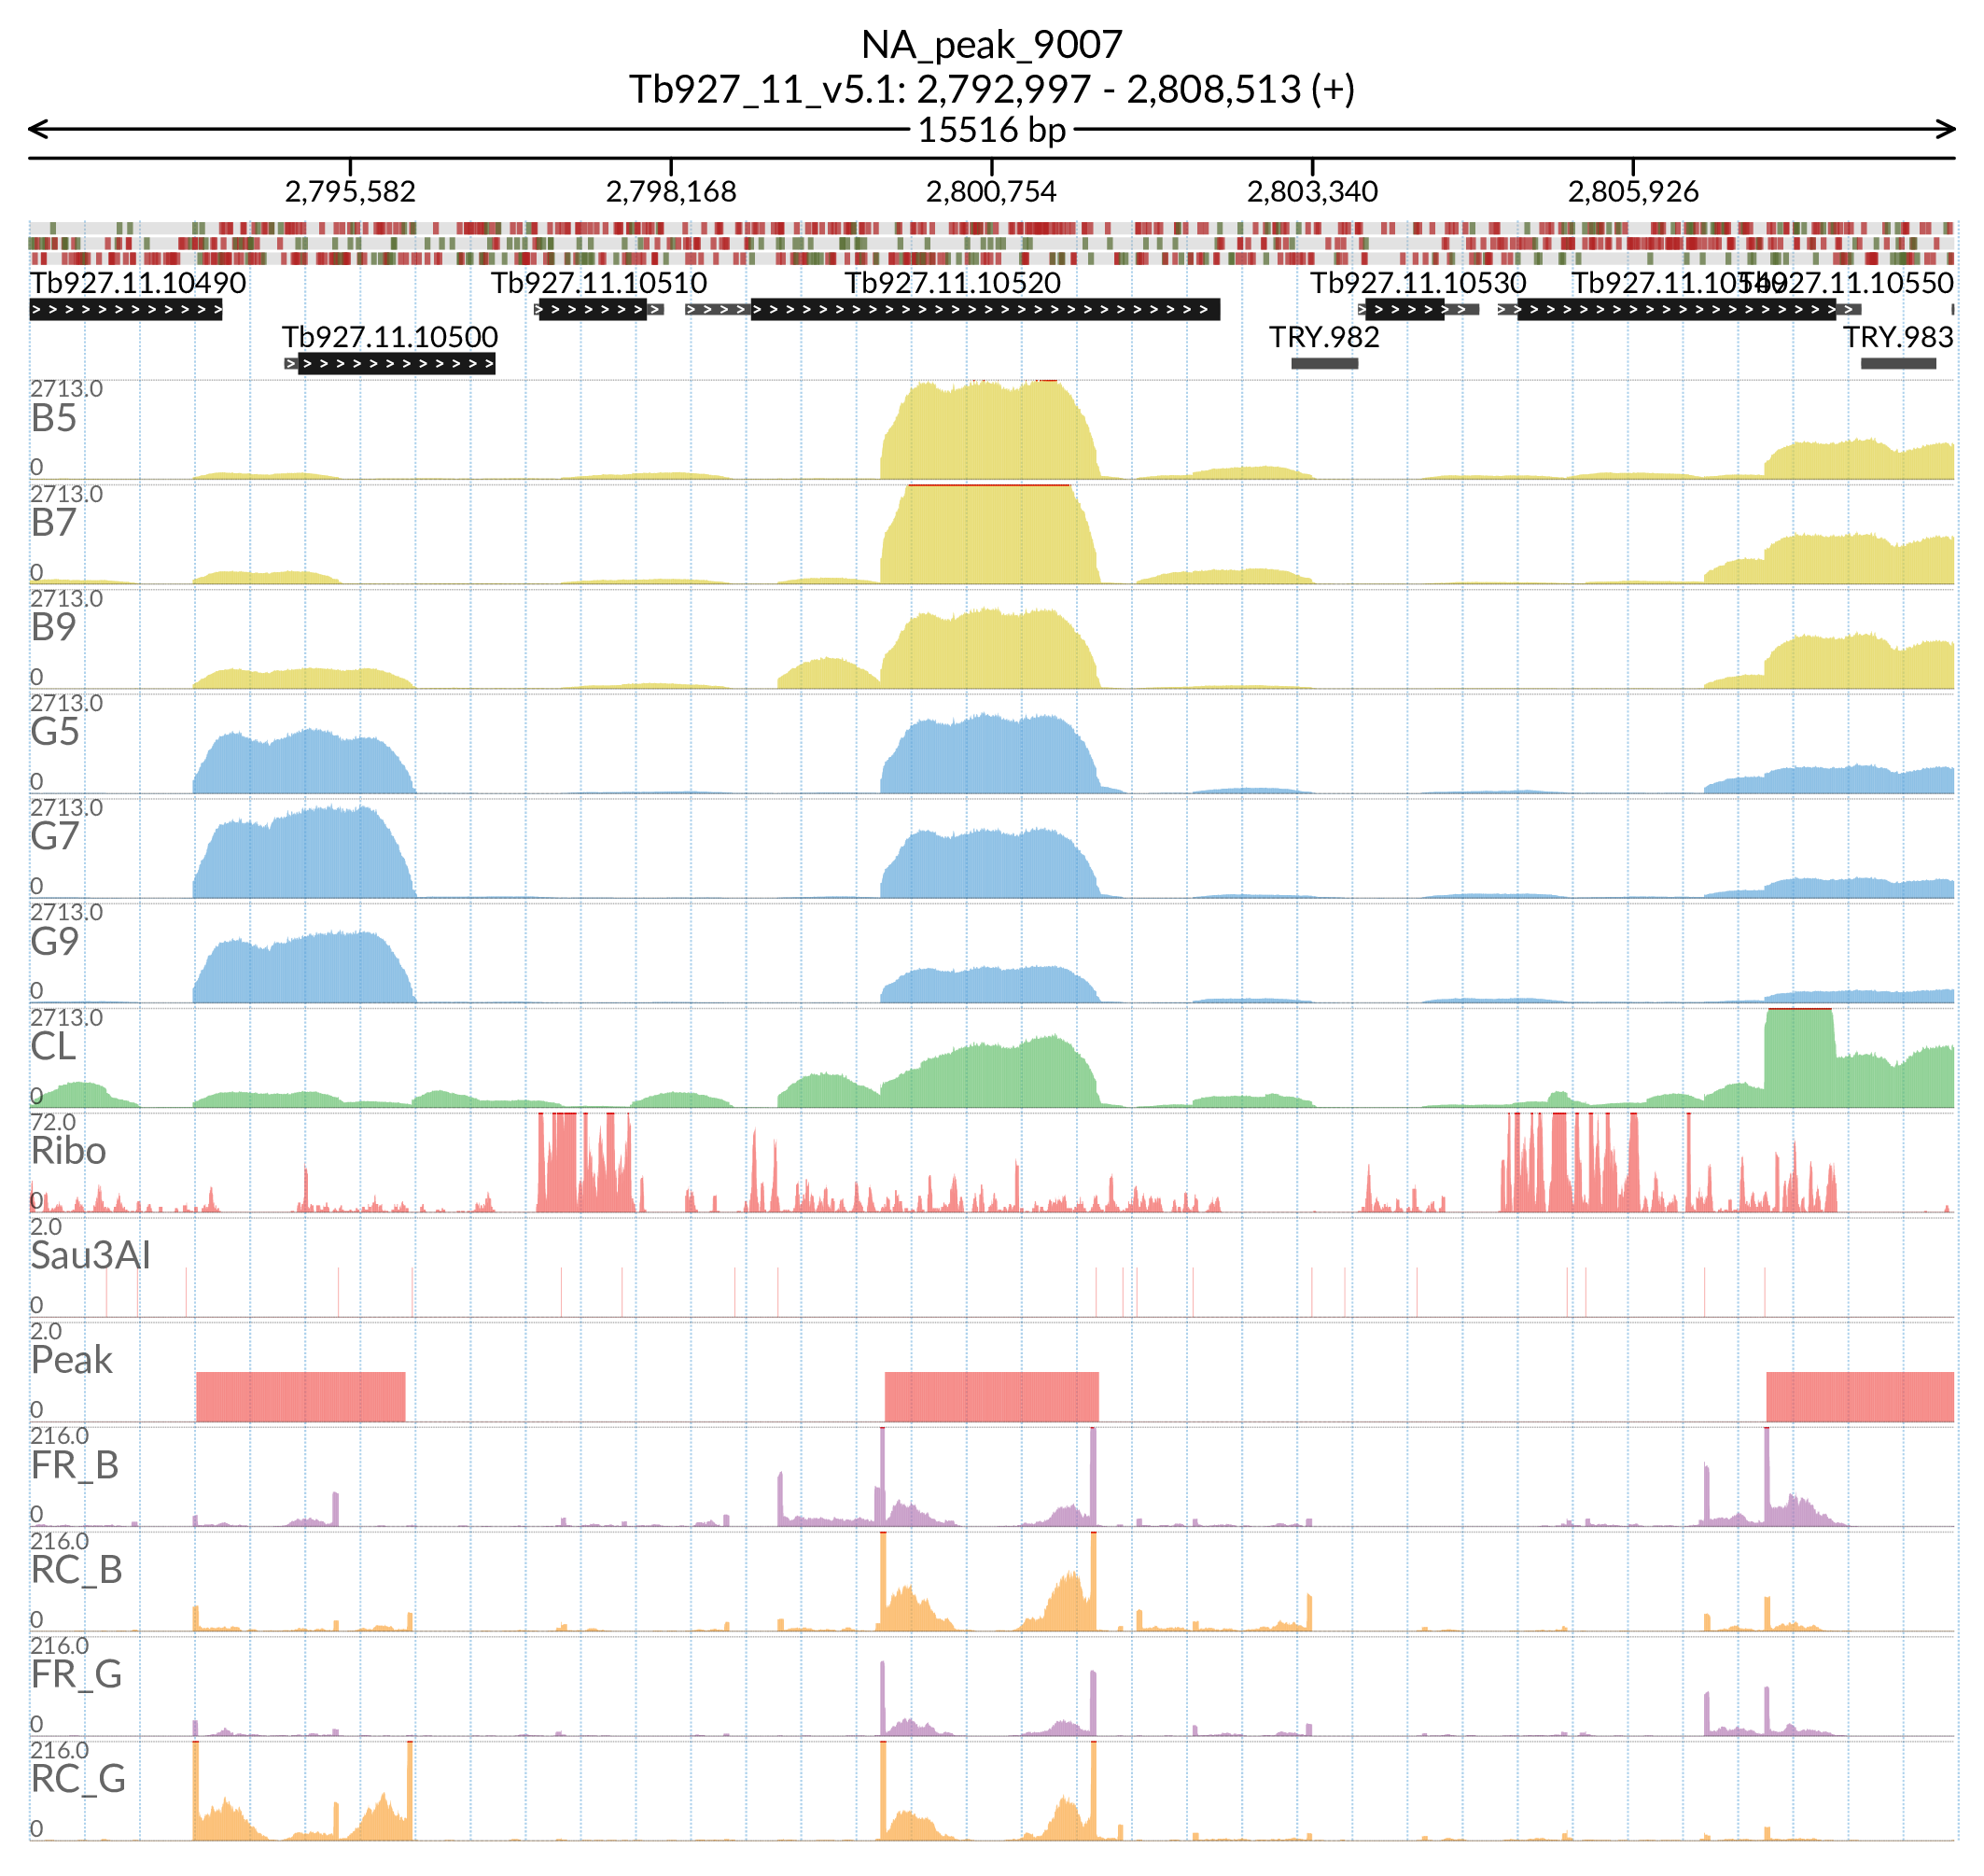 NA_peak_9007
Tb927_11_v5.1: 2,792,997 - 2,808,513 (+)
15516 bp
2,795,582 2,798,168 2,800,754 2,803,340 2,805,926
Tb927.11.10490 Tb927.11.10510 Tb927.11.10520 Tb927.11.10530 Tb927.11.10540 Tb927.11.10550
Tb927.11.10500 TRY.982 TRY.983
2713.0
B5
0
2713.0
B7
0
2713.0
B9
0
2713.0
G5
0
2713.0
G7
0
2713.0
G9
0
2713.0
CL
0
72.0
Ribo
0
2.0
Sau3AI
0
2.0
Peak
0
216.0
FR_B
0
216.0
RC_B
0
216.0
FR_G
0
216.0
RC_G
0